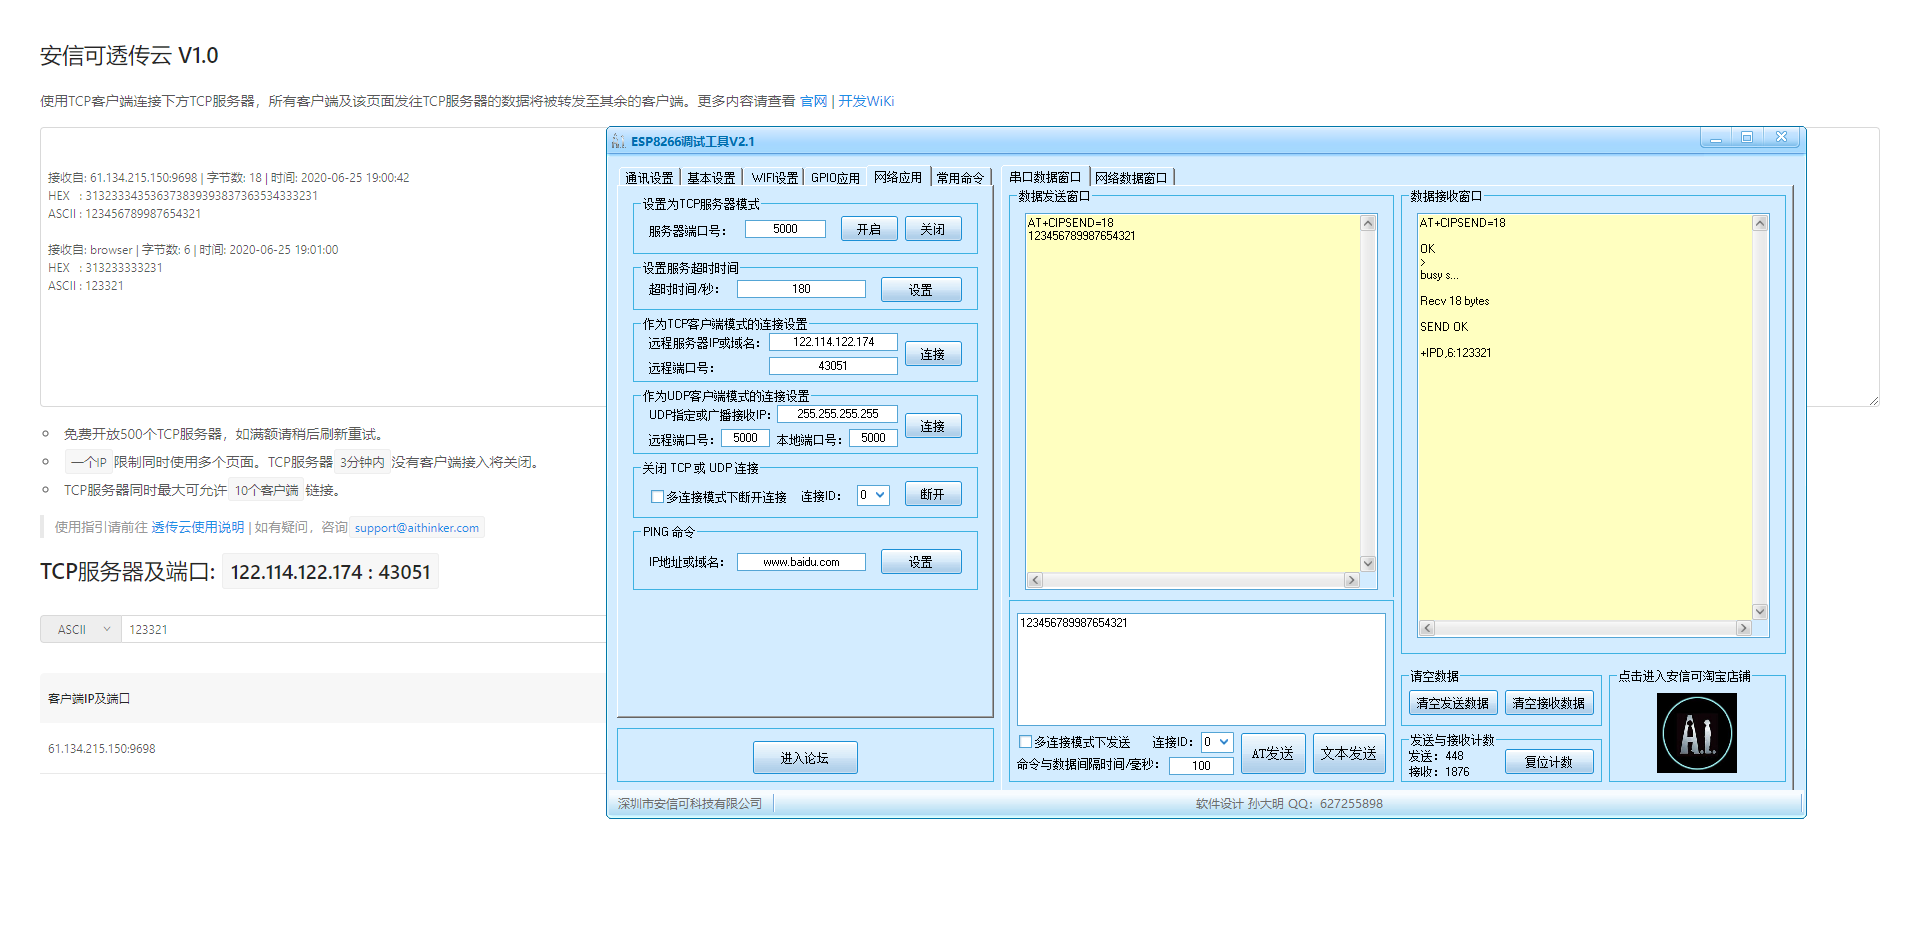 安信可透传云 V1.0
使用TCP客户端连接下方TCP服务器，所有客户端及该页面发往TCP服务器的数据将被转发至其余的客户端。更多内容请查看 官网 | 开发WiKi
接收自: 61.134.215.150:9698 | 字节数: 18 | 时间: 2020-06-25 19:00:42
HEX : 313233343536373839393837363534333231
ASCII : 123456789987654321
接收自: browser | 字节数: 6 | 时间: 2020-06-25 19:01:00
HEX : 313233333231
ASCII : 123321
免费开放500个TCP服务器，如满额请稍后刷新重试。
一个IP 限制同时使用多个页面。TCP服务器 3分钟内 没有客户端接入将关闭。
TCP服务器同时最大可允许 10个客户端 链接。
使用指引请前往 透传云使用说明 | 如有疑问，咨询 support@aithinker.com
TCP服务器及端口: 122.114.122.174 : 43051
ASCII 123321
客户端IP及端口
61.134.215.150:9698
ESP8266调试工具V2.1
通讯设置 基本设置 WIFI设置 GPIO应用 网络应用 常用命令
设置为TCP服务器模式
服务器端口号： 5000 开启 关闭
设置服务超时时间
超时时间/秒： 180 设置
作为TCP客户端模式的连接设置
远程服务器IP或域名： 122.114.122.174
远程端口号： 43051
连接
作为UDP客户端模式的连接设置
UDP指定或广播接收IP： 255.255.255.255
远程端口号： 5000 本地端口号： 5000
连接
关闭 TCP 或 UDP 连接
多连接模式下断开连接 连接ID： 0 断开
PING 命令
IP地址或域名： www.baidu.com 设置
进入论坛
串口数据窗口 网络数据窗口
数据发送窗口
AT+CIPSEND=18
123456789987654321
123456789987654321
多连接模式下发送 连接ID： 0
命令与数据间隔时间/毫秒： 100
AT发送 文本发送
数据接收窗口
AT+CIPSEND=18
OK
>
busy s...
Recv 18 bytes
SEND OK
+IPD,6:123321
请空数据
清空发送数据 清空接收数据
发送与接收计数
发送： 448
接收： 1876
复位计数
点击进入安信可淘宝店铺
A.i.
深圳市安信可科技有限公司
软件设计 孙大明 QQ：627255898